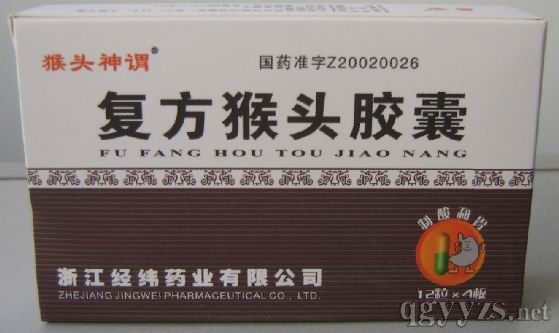 猴头神谓®
国药准字Z20020026
复方猴头胶囊
FU FANG HOU TOU JIAO NANG
制酸和胃
浙江经纬药业有限公司
ZHEJIANG JINGWEI PHARMACEUTICAL CO., LTD.
12粒×4板
qgyyzs.net